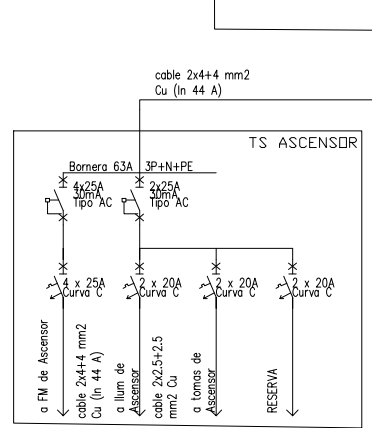 cable 2x4+4 mm2
Cu (In 44 A)
TS ASCENSOR
Bornera 63A 3P+N+PE
4x25A
30mA
Tipo AC
2x25A
30mA
Tipo AC
4 x 25A
Curva C
2 x 20A
Curva C
2 x 20A
Curva C
2 x 20A
Curva C
a FM de Ascensor
cable 2x4+4 mm2
Cu (In 44 A)
a Ilum de
Ascensor
cable 2x2.5+2.5
mm2 Cu
a tomas de
Ascensor
RESERVA